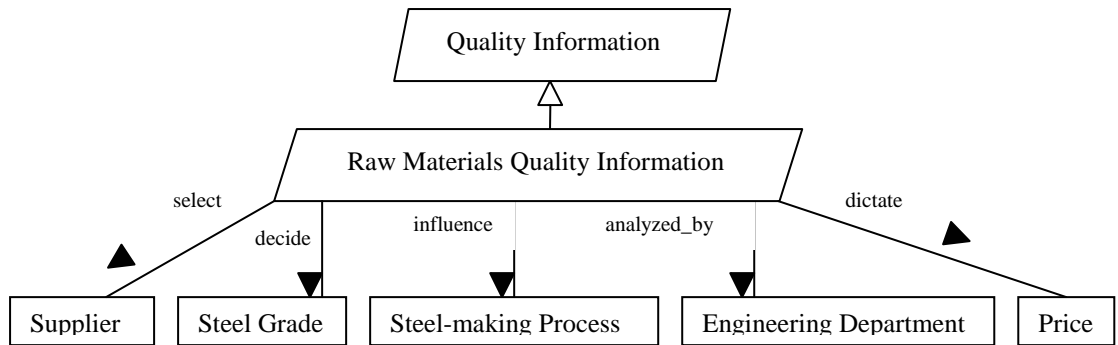 Quality Information
Raw Materials Quality Information
select
dictate
decide
influence
analyzed_by
Supplier
Steel Grade
Steel-making Process
Engineering Department
Price